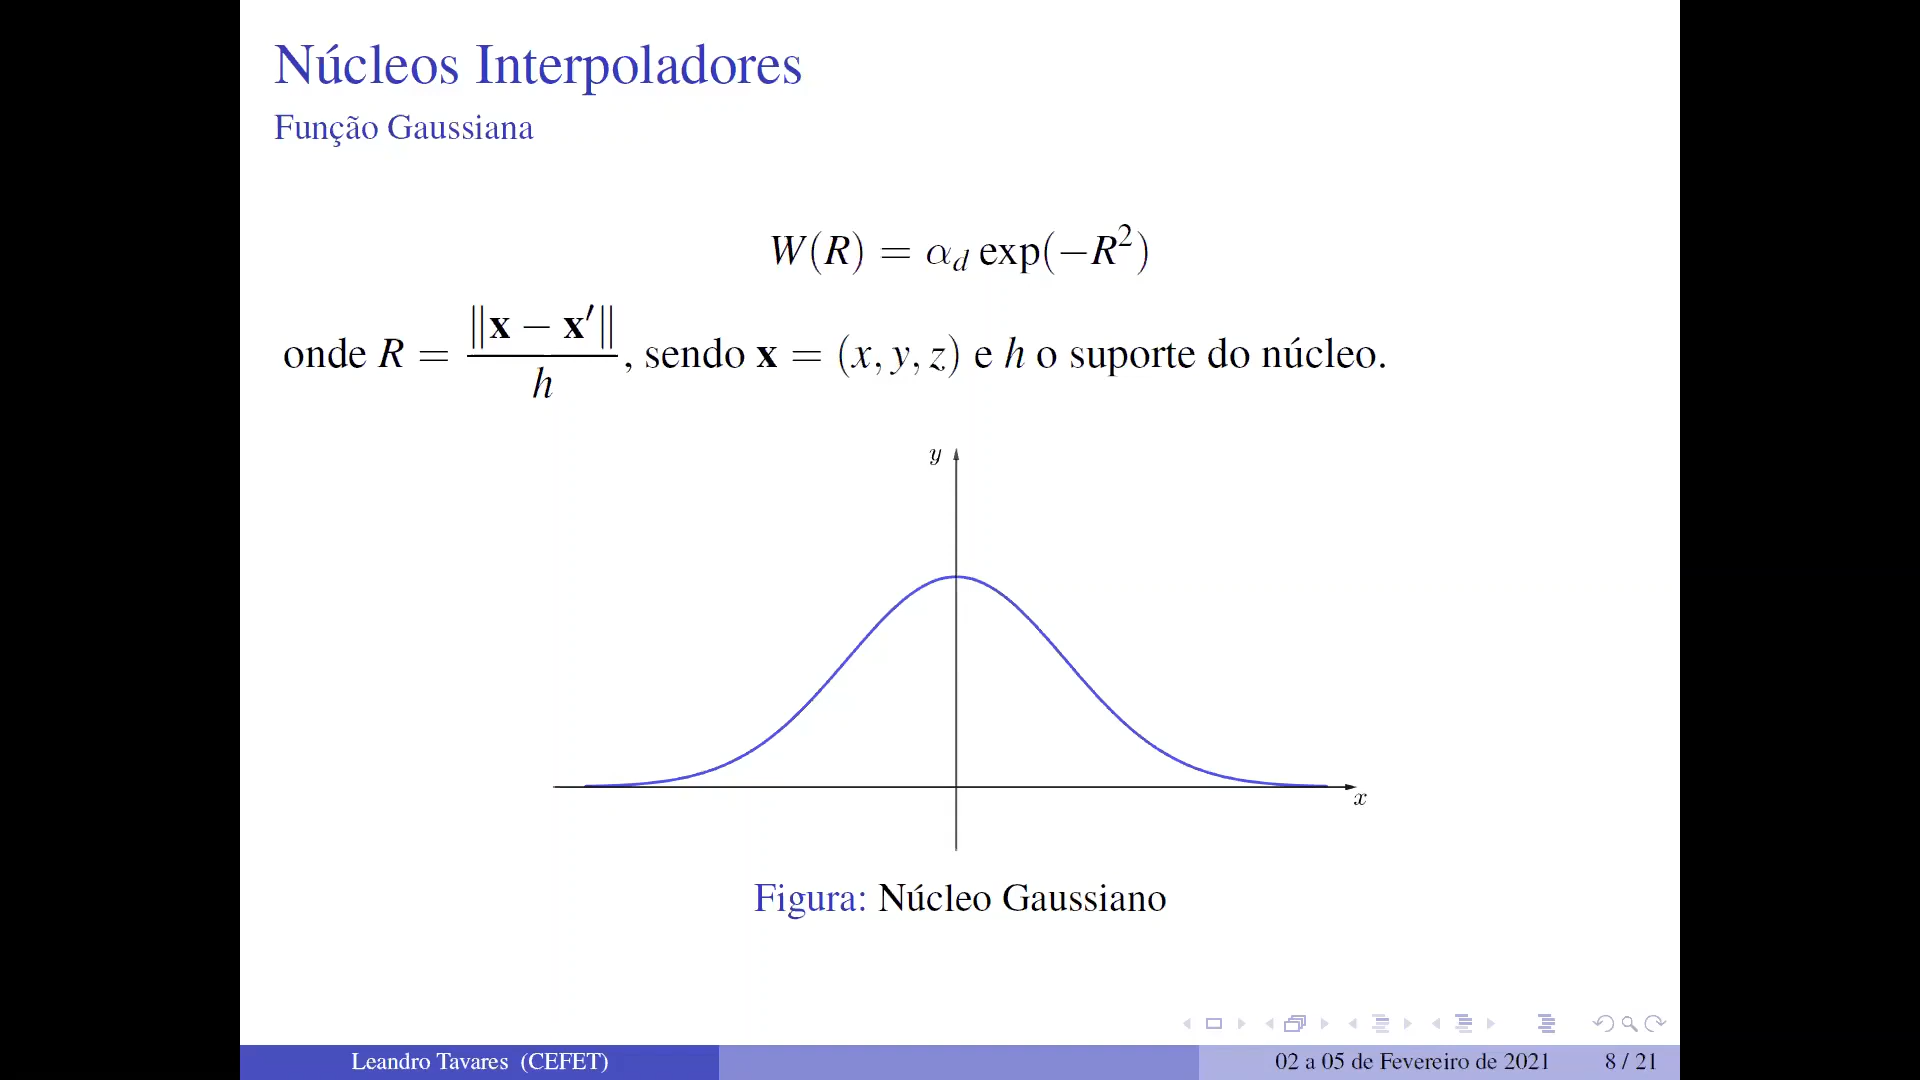 Núcleos Interpoladores
Função Gaussiana
W(R) = α_d exp(−R²)
onde R = ‖x − x′‖ / h, sendo x = (x, y, z) e h o suporte do núcleo.
y
x
Figura: Núcleo Gaussiano
Leandro Tavares (CEFET) 02 a 05 de Fevereiro de 2021 8 / 21